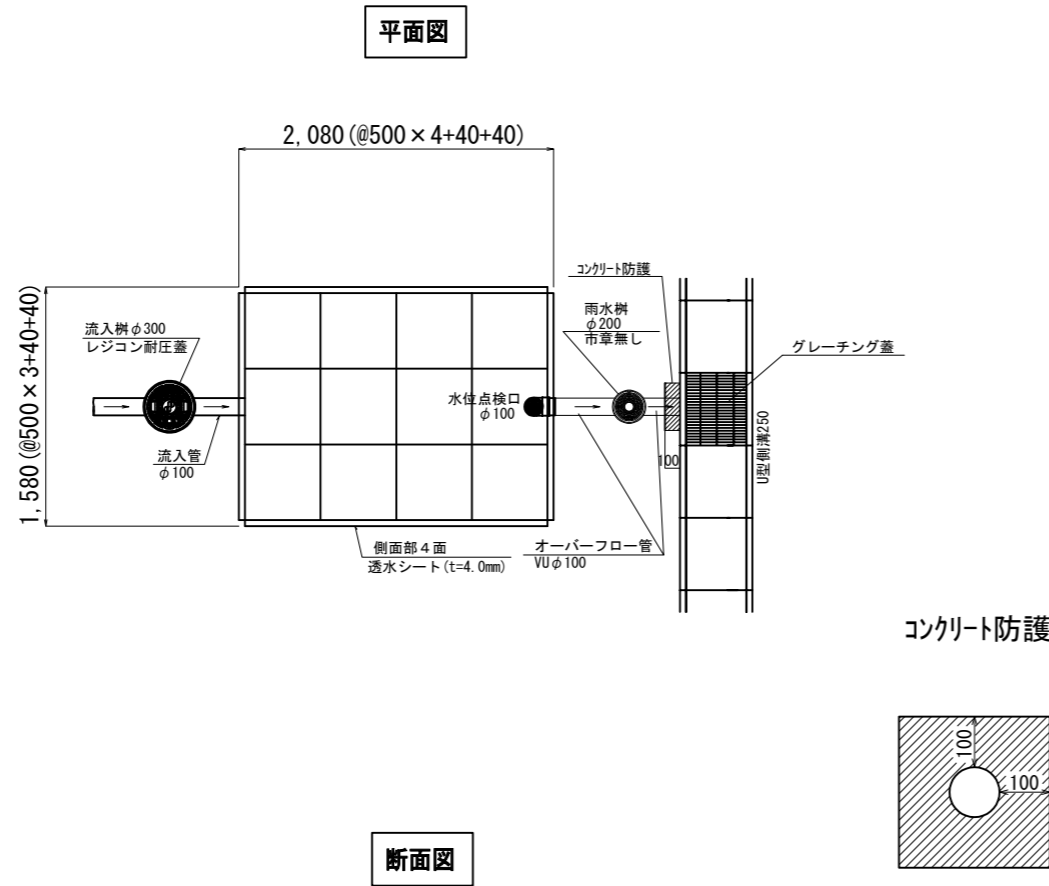 平面図
2,080(@500×4+40+40)
1,580(@500×3+40+40)
流入桝φ300
レジコン耐圧蓋
流入管
φ100
水位点検口
φ100
コンクリート防護
雨水桝
φ200
市章無し
グレーチング蓋
100
U型側溝250
側面部4面
透水シート(t=4.0mm)
オーバーフロー管
VUφ100
コンクリート防護
100
100
断面図